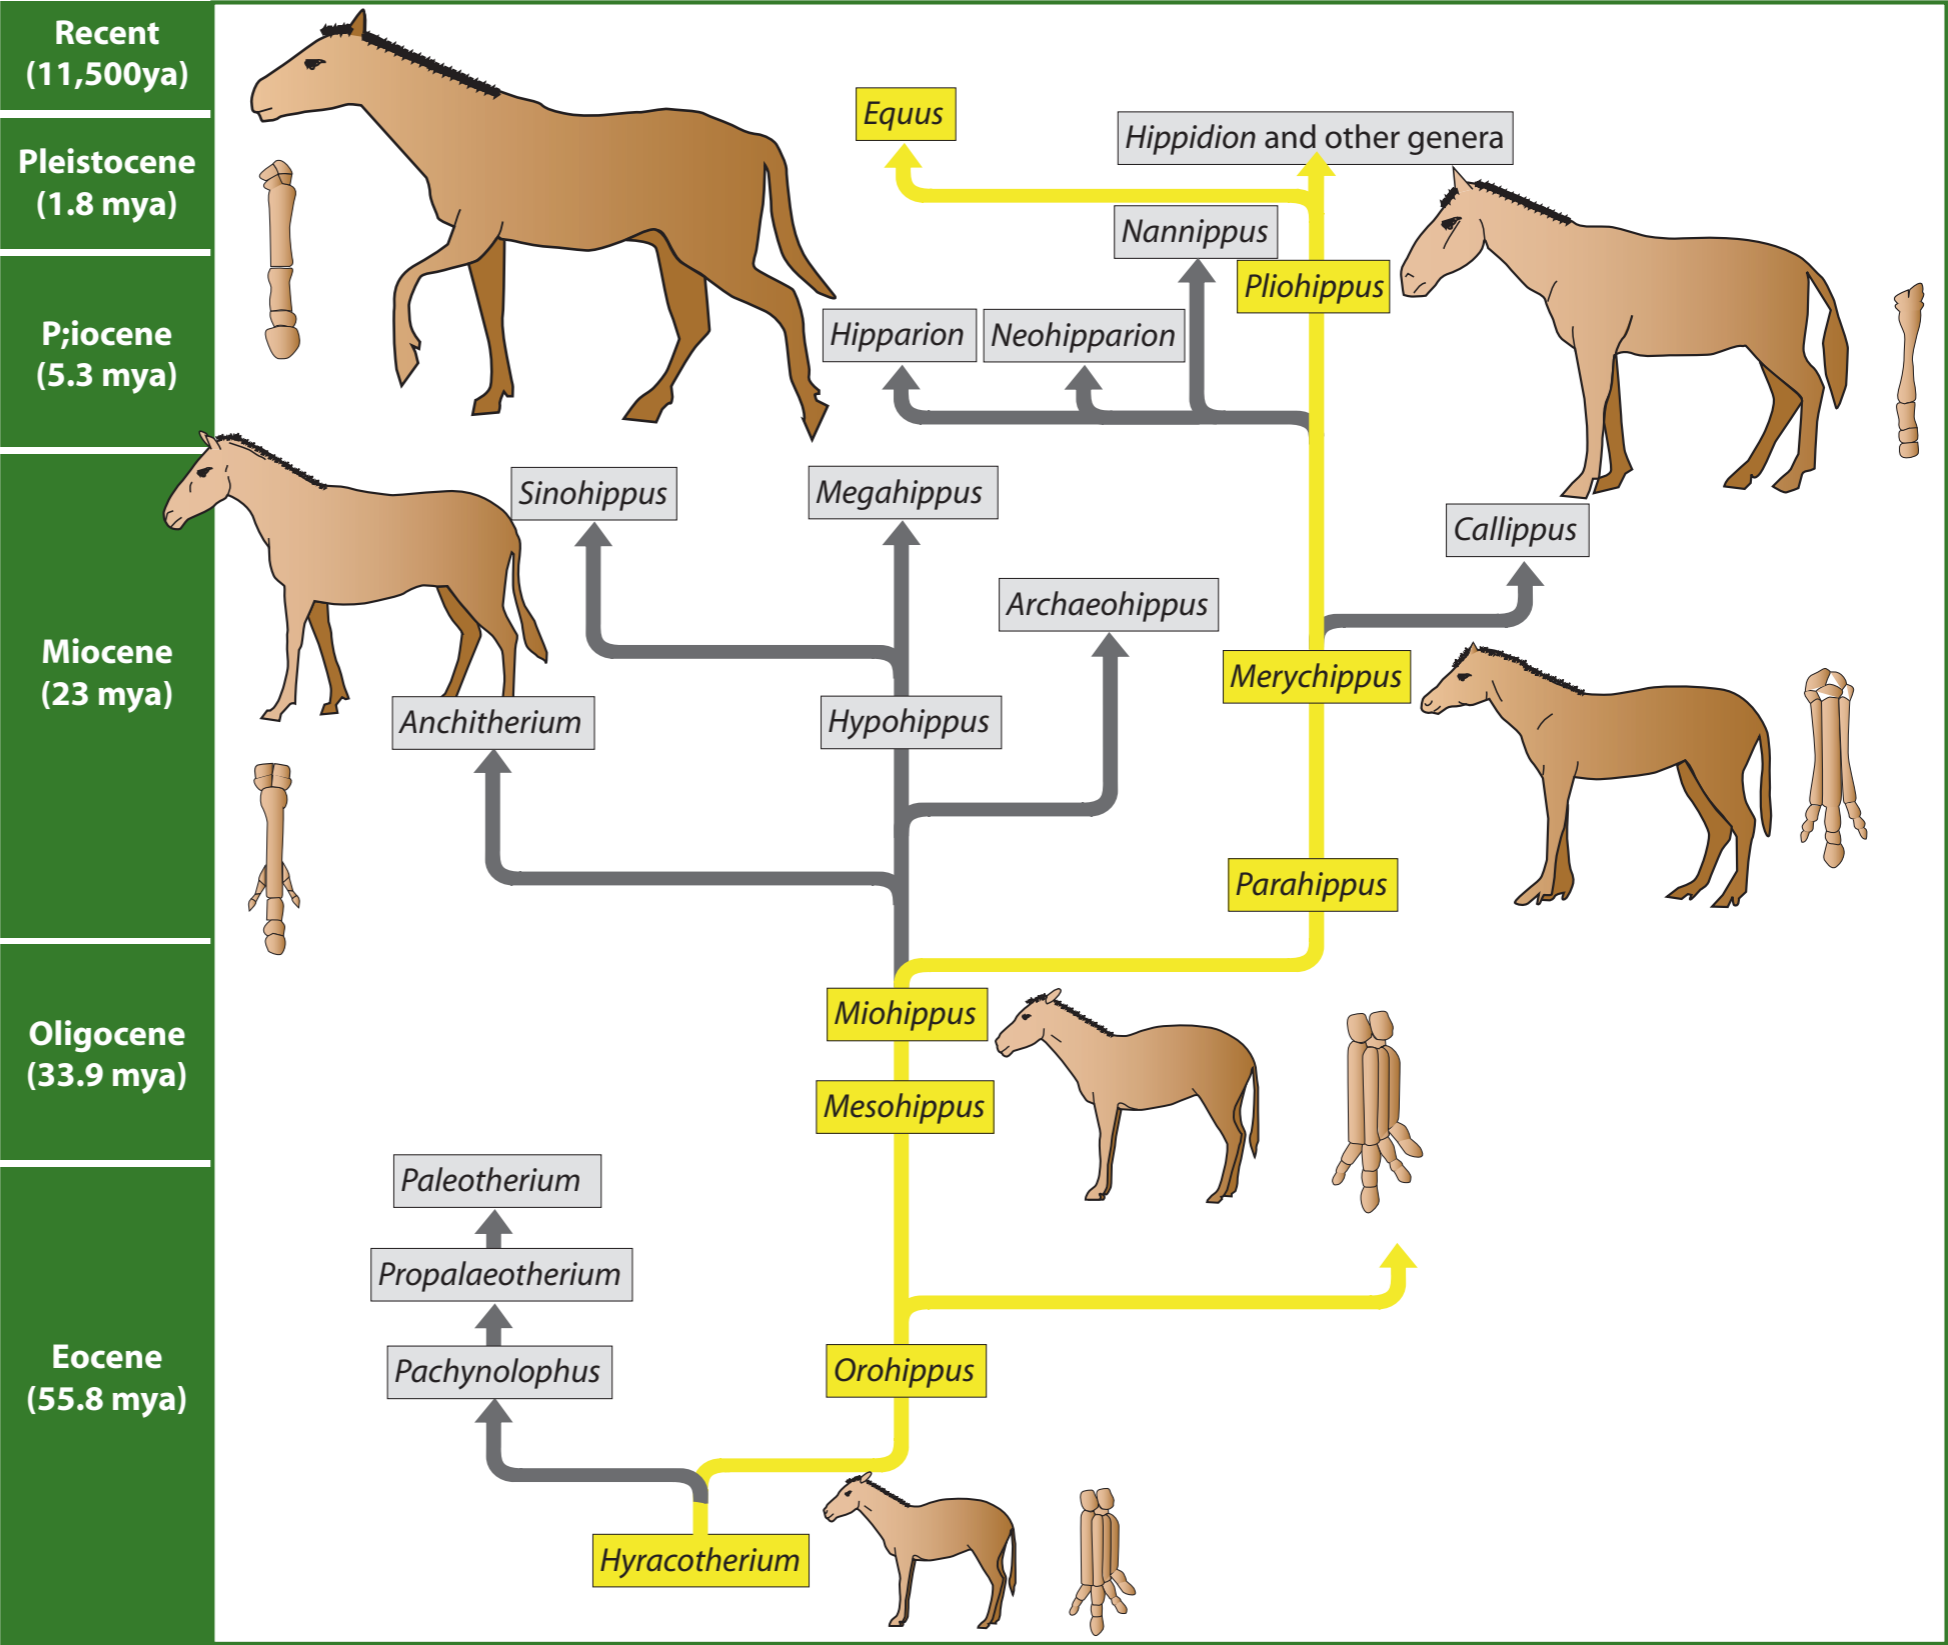 Recent
(11,500ya)
Pleistocene
(1.8 mya)
P;iocene
(5.3 mya)
Miocene
(23 mya)
Oligocene
(33.9 mya)
Eocene
(55.8 mya)
Equus
Hippidion and other genera
Nannippus
Pliohippus
Hipparion
Neohipparion
Sinohippus
Megahippus
Callippus
Archaeohippus
Merychippus
Anchitherium
Hypohippus
Parahippus
Miohippus
Mesohippus
Paleotherium
Propalaeotherium
Pachynolophus
Orohippus
Hyracotherium